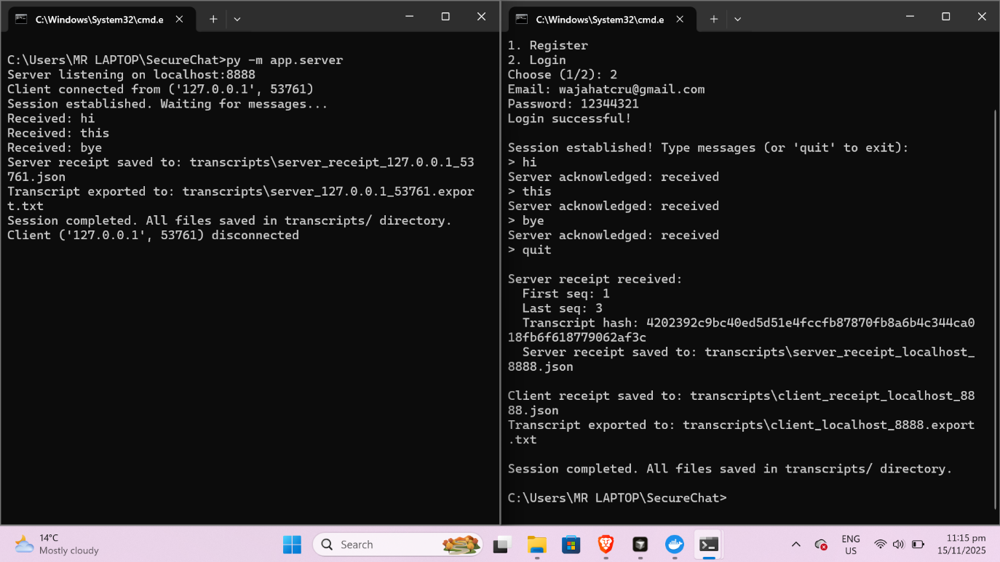 C:\Windows\System32\cmd.e
C:\Users\MR LAPTOP\SecureChat>py -m app.server
Server listening on localhost:8888
Client connected from ('127.0.0.1', 53761)
Session established. Waiting for messages...
Received: hi
Received: this
Received: bye
Server receipt saved to: transcripts\server_receipt_127.0.0.1_53
761.json
Transcript exported to: transcripts\server_127.0.0.1_53761.expor
t.txt
Session completed. All files saved in transcripts/ directory.
Client ('127.0.0.1', 53761) disconnected
C:\Windows\System32\cmd.e
1. Register
2. Login
Choose (1/2): 2
Email: wajahatcru@gmail.com
Password: 12344321
Login successful!
Session established! Type messages (or 'quit' to exit):
> hi
Server acknowledged: received
> this
Server acknowledged: received
> bye
Server acknowledged: received
> quit
Server receipt received:
First seq: 1
Last seq: 3
Transcript hash: 4202392c9bc40ed5d51e4fccfb87870fb8a6b4c344ca0
18fb6f618779062af3c
Server receipt saved to: transcripts\server_receipt_localhost_
8888.json
Client receipt saved to: transcripts\client_receipt_localhost_88
88.json
Transcript exported to: transcripts\client_localhost_8888.export
.txt
Session completed. All files saved in transcripts/ directory.
C:\Users\MR LAPTOP\SecureChat>
14°C
Mostly cloudy
Search
ENG
US
11:15 pm
15/11/2025